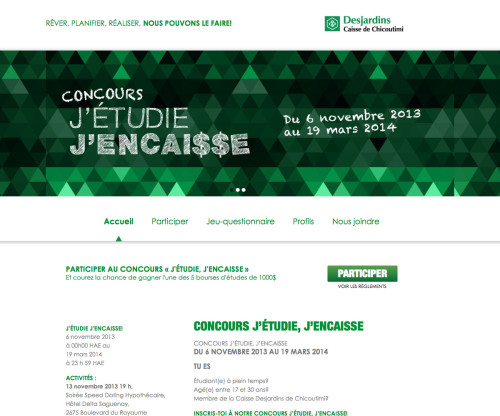 RÊVER, PLANIFIER, RÉALISER, NOUS POUVONS LE FAIRE!
Desjardins
Caisse de Chicoutimi
CONCOURS
J'ÉTUDIE
J'ENCAI$$E
Du 6 novembre 2013
au 19 mars 2014
Accueil
Participer
Jeu-questionnaire
Profils
Nous joindre
PARTICIPER AU CONCOURS « J'ÉTUDIE, J'ENCAISSE »
Et courez la chance de gagner l'une des 5 bourses d'études de 1000$
PARTICIPER
VOIR LES RÈGLEMENTS
J'ÉTUDIE J'ENCAISSE!
6 novembre 2013
à 00h00 HAE au
19 mars 2014
à 23 h 59 HAE
ACTIVITÉS :
13 novembre 2013 19 h,
Soirée Speed Dating Hypothécaire,
Hôtel Delta Saguenay,
2675 Boulevard du Royaume
CONCOURS J'ÉTUDIE, J'ENCAISSE
CONCOURS J'ÉTUDIE, J'ENCAISSE
DU 6 NOVEMBRE 2013 AU 19 MARS 2014
TU ES
Étudiant(e) à plein temps?
Agé(e) entre 17 et 30 ans?
Membre de la Caisse Desjardins de Chicoutimi?
INSCRIS-TOI À NOTRE CONCOURS J'ÉTUDIE, J'ENCAISSE!